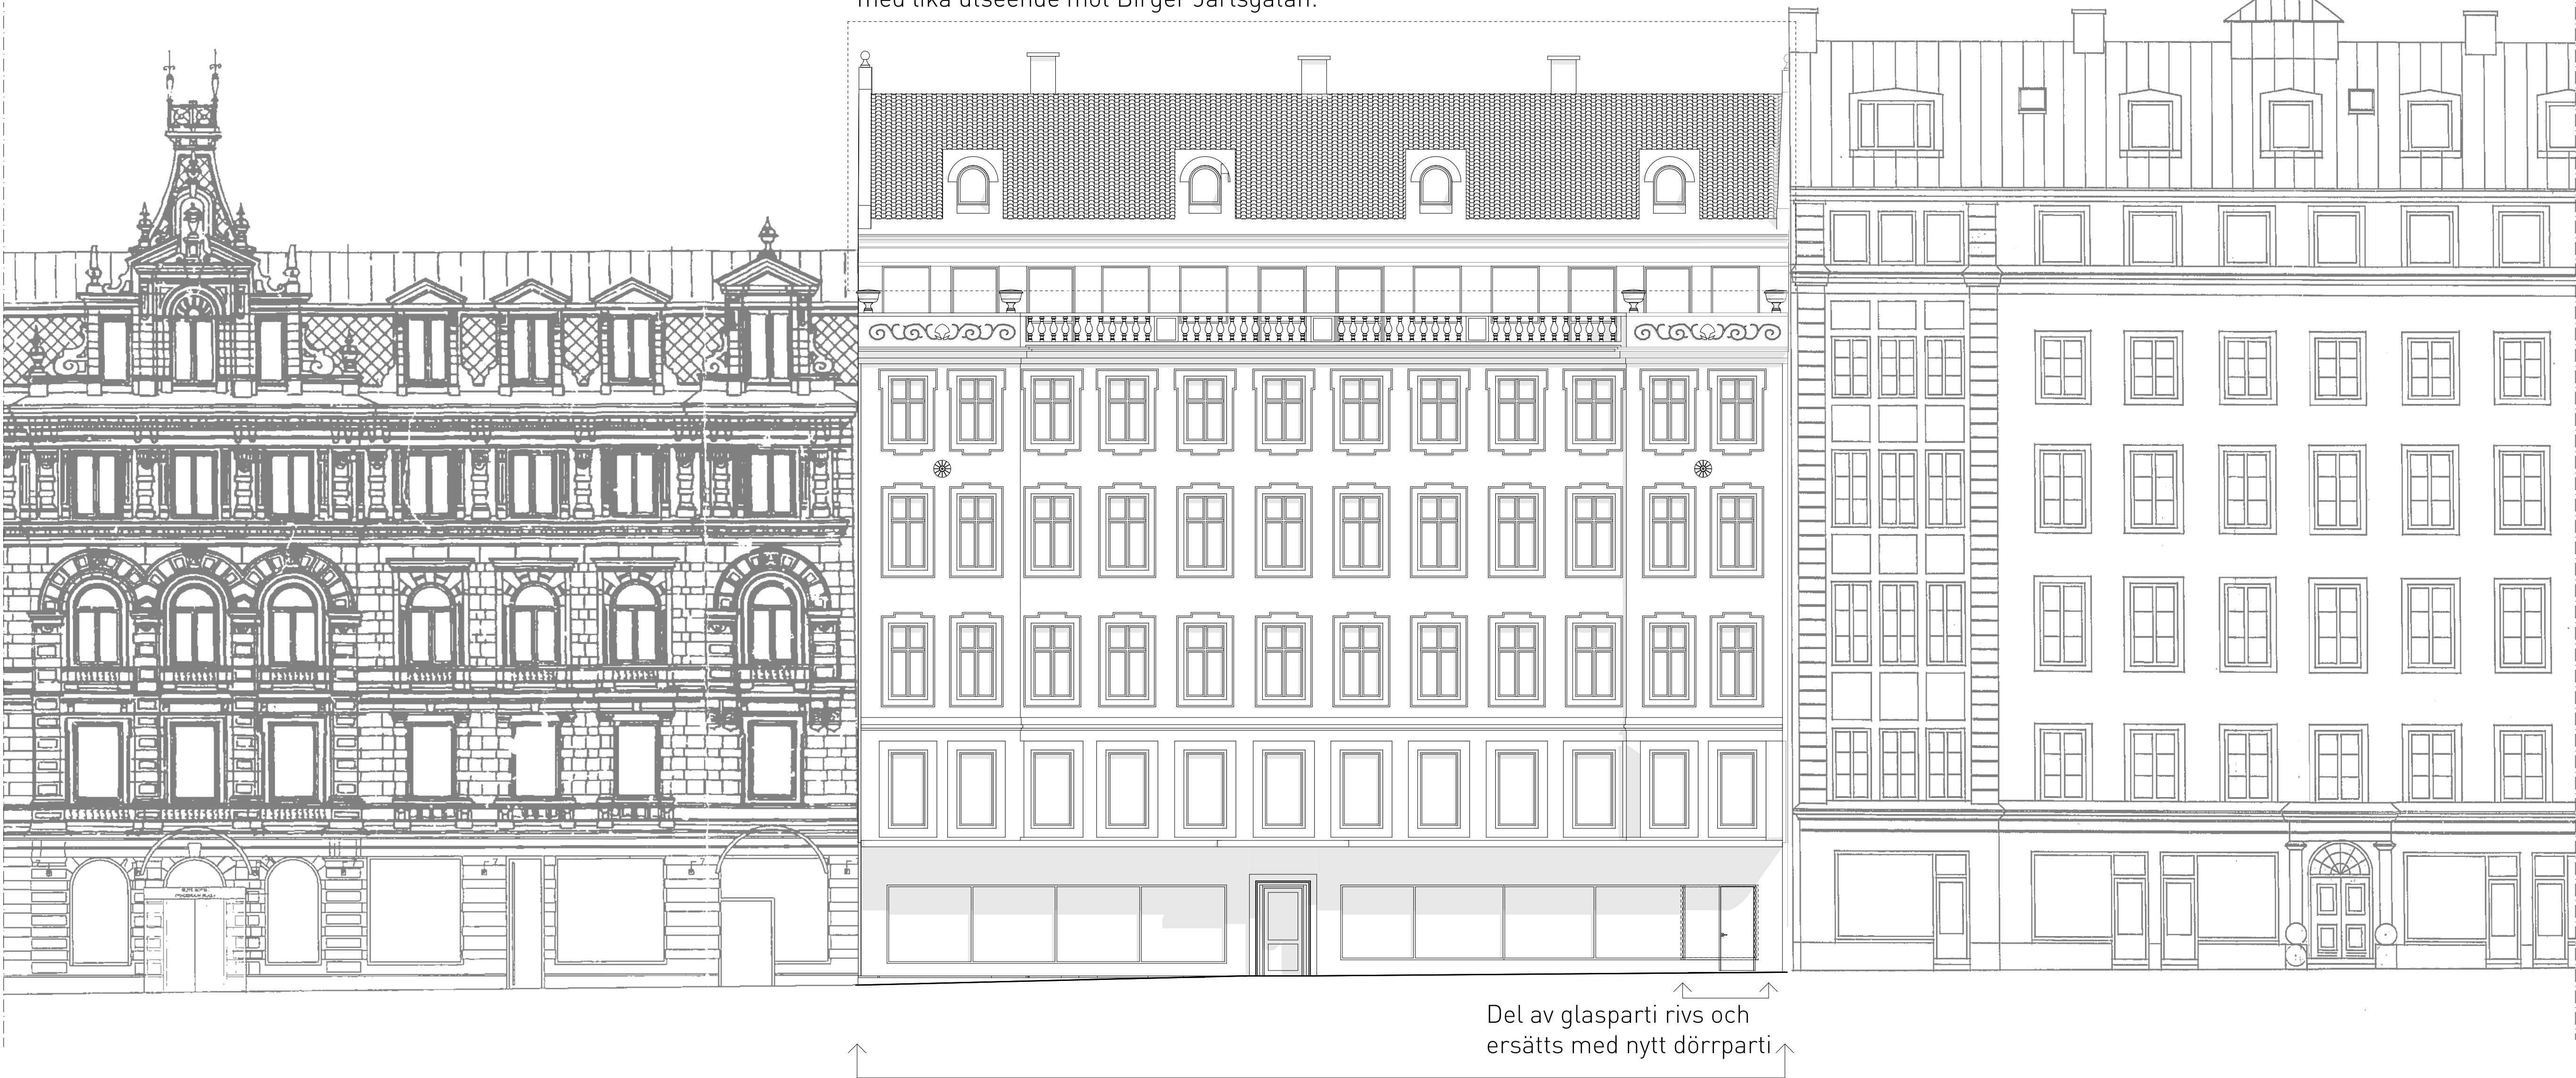 med lika utseende mot Birger Jarlsgatan.
Del av glasparti rivs och
ersätts med nytt dörrparti